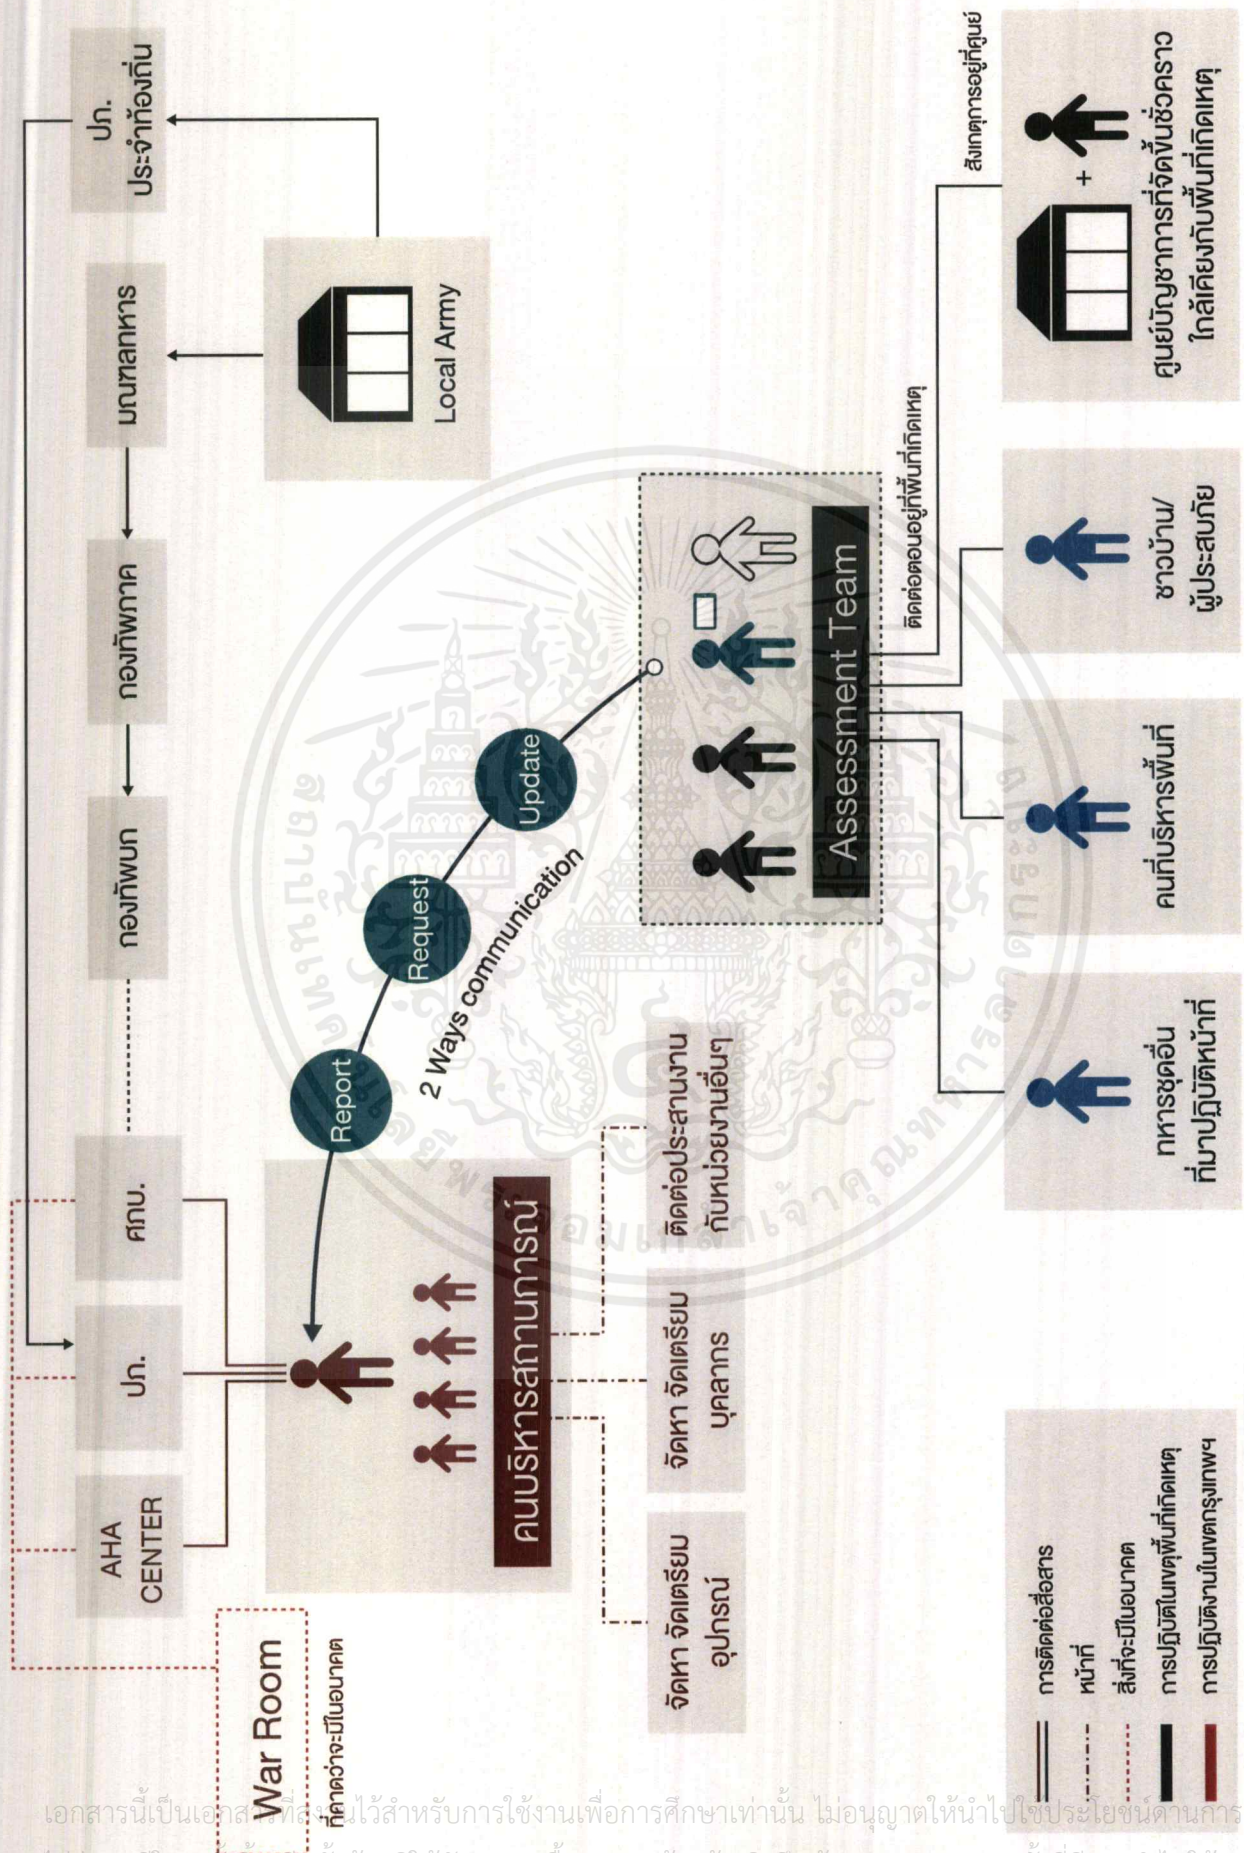 War Room
ที่คาดว่าจะมีในอนาคต
AHA
CENTER
ปภ.
ศทบ.
กองทัพบก
กองทัพภาค
มณฑลทหาร
ปภ.
ประจำท้องถิ่น
Local Army
คนบริหารสถานการณ์
Report
Request
Update
2 Ways communication
จัดหา จัดเตรียม
อุปกรณ์
จัดหา จัดเตรียม
บุคลากร
ติดต่อประสานงาน
กับหน่วยงานอื่นๆ
Assessment Team
ติดต่อตอนอยู่ที่พื้นที่เกิดเหตุ
สังเกตุการอยู่ที่ศูนย์
ทหารชุดอื่น
ที่มาปฏิบัติหน้าที่
คนที่บริหารพื้นที่
ชาวบ้าน/
ผู้ประสบภัย
+
ศูนย์บัญชาการที่จัดขึ้นชั่วคราว
ใกล้เคียงกับพื้นที่เกิดเหตุ
การติดต่อสื่อสาร
หน้าที่
สิ่งที่จะมีในอนาคต
การปฏิบัติในเขตุพื้นที่เกิดเหตุ
การปฏิบัติงานในเขตกรุงเทพฯ
เอกสารนี้เป็นเอกสารที่สงวนไว้สำหรับการใช้งานเพื่อการศึกษาเท่านั้น ไม่อนุญาตให้นำไปใช้ประโยชน์ด้านการ